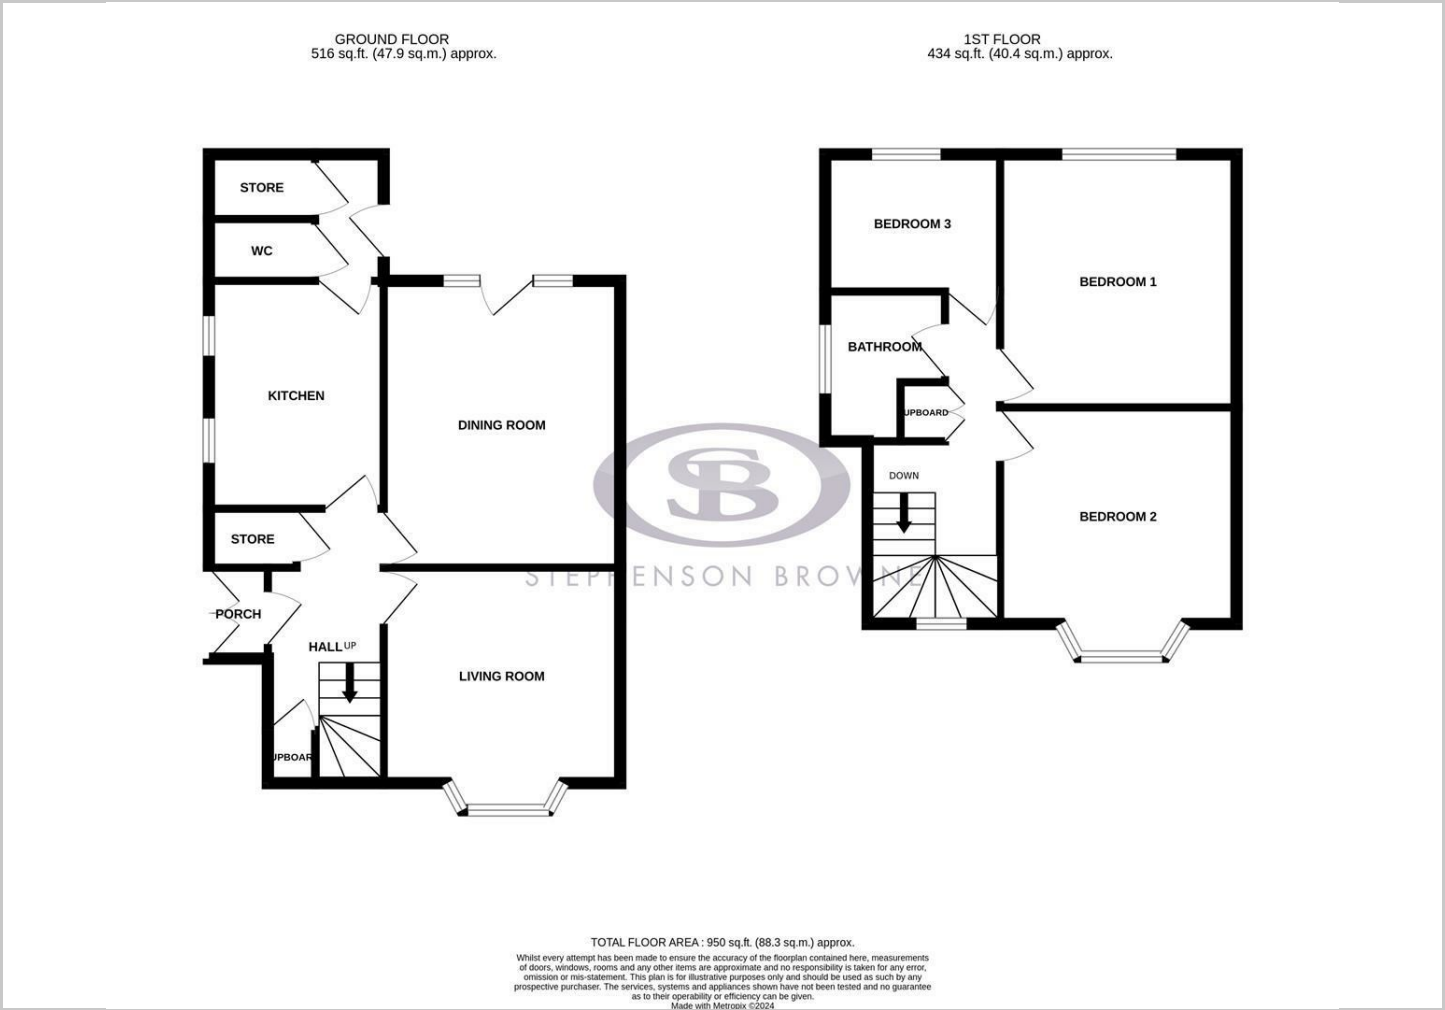 GROUND FLOOR
516 sq.ft. (47.9 sq.m.) approx.
1ST FLOOR
434 sq.ft. (40.4 sq.m.) approx.
STORE
WC
KITCHEN
DINING ROOM
STORE
PORCH
HALL UP
LIVING ROOM
UPBOAR
BEDROOM 3
BEDROOM 1
BATHROOM
UPBOARD
DOWN
BEDROOM 2
SB
STEPHENSON BROWNE
TOTAL FLOOR AREA : 950 sq.ft. (88.3 sq.m.) approx.
Whilst every attempt has been made to ensure the accuracy of the floorplan contained here, measurements
of doors, windows, rooms and any other items are approximate and no responsibility is taken for any error,
omission or mis-statement. This plan is for illustrative purposes only and should be used as such by any
prospective purchaser. The services, systems and appliances shown have not been tested and no guarantee
as to their operability or efficiency can be given.
Made with Metropix ©2024